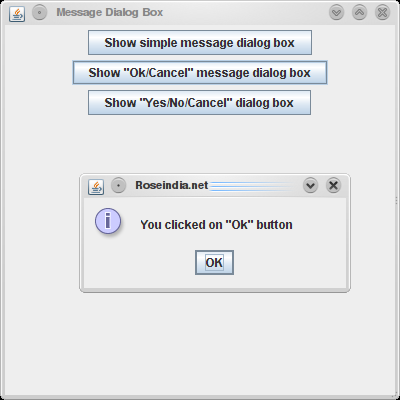 Message Dialog Box
Show simple message dialog box
Show "Ok/Cancel" message dialog box
Show "Yes/No/Cancel" dialog box
Roseindia.net
You clicked on "Ok" button
OK